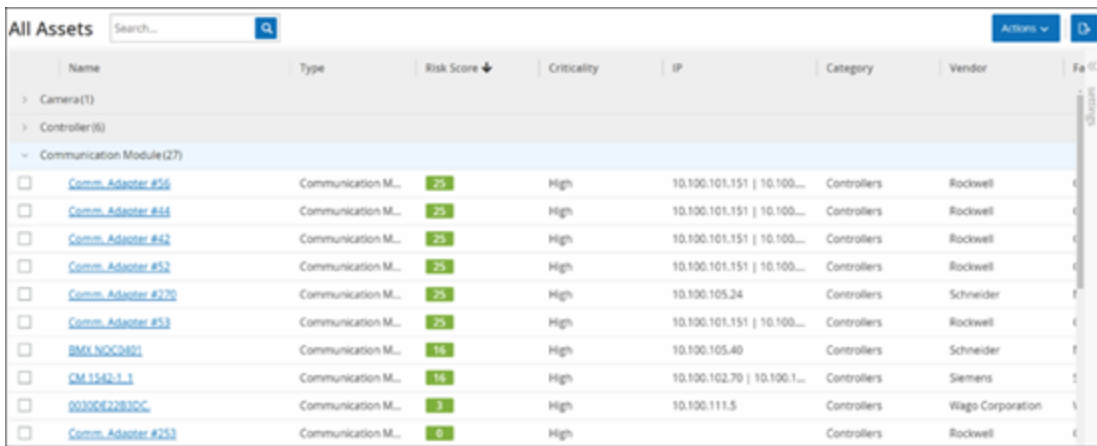 All Assets Search... Actions
Name Type Risk Score Criticality IP Category Vendor Fa
Camera(1)
Controller(6)
Communication Module(27)
Comm. Adapter #56 Communication M... 25 High 10.100.101.151 | 10.100.... Controllers Rockwell
Comm. Adapter #44 Communication M... 25 High 10.100.101.151 | 10.100.... Controllers Rockwell
Comm. Adapter #42 Communication M... 25 High 10.100.101.151 | 10.100.... Controllers Rockwell
Comm. Adapter #52 Communication M... 25 High 10.100.101.151 | 10.100.... Controllers Rockwell
Comm. Adapter #270 Communication M... 25 High 10.100.105.24 Controllers Schneider
Comm. Adapter #53 Communication M... 25 High 10.100.101.151 | 10.100.... Controllers Rockwell
BMX NOC0401 Communication M... 16 High 10.100.105.40 Controllers Schneider
CM 1542-1_1 Communication M... 16 High 10.100.102.70 | 10.100.1... Controllers Siemens
0030DE22B3DC. Communication M... 3 High 10.100.111.5 Controllers Wago Corporation
Comm. Adapter #253 Communication M... 0 High Controllers Rockwell
settings